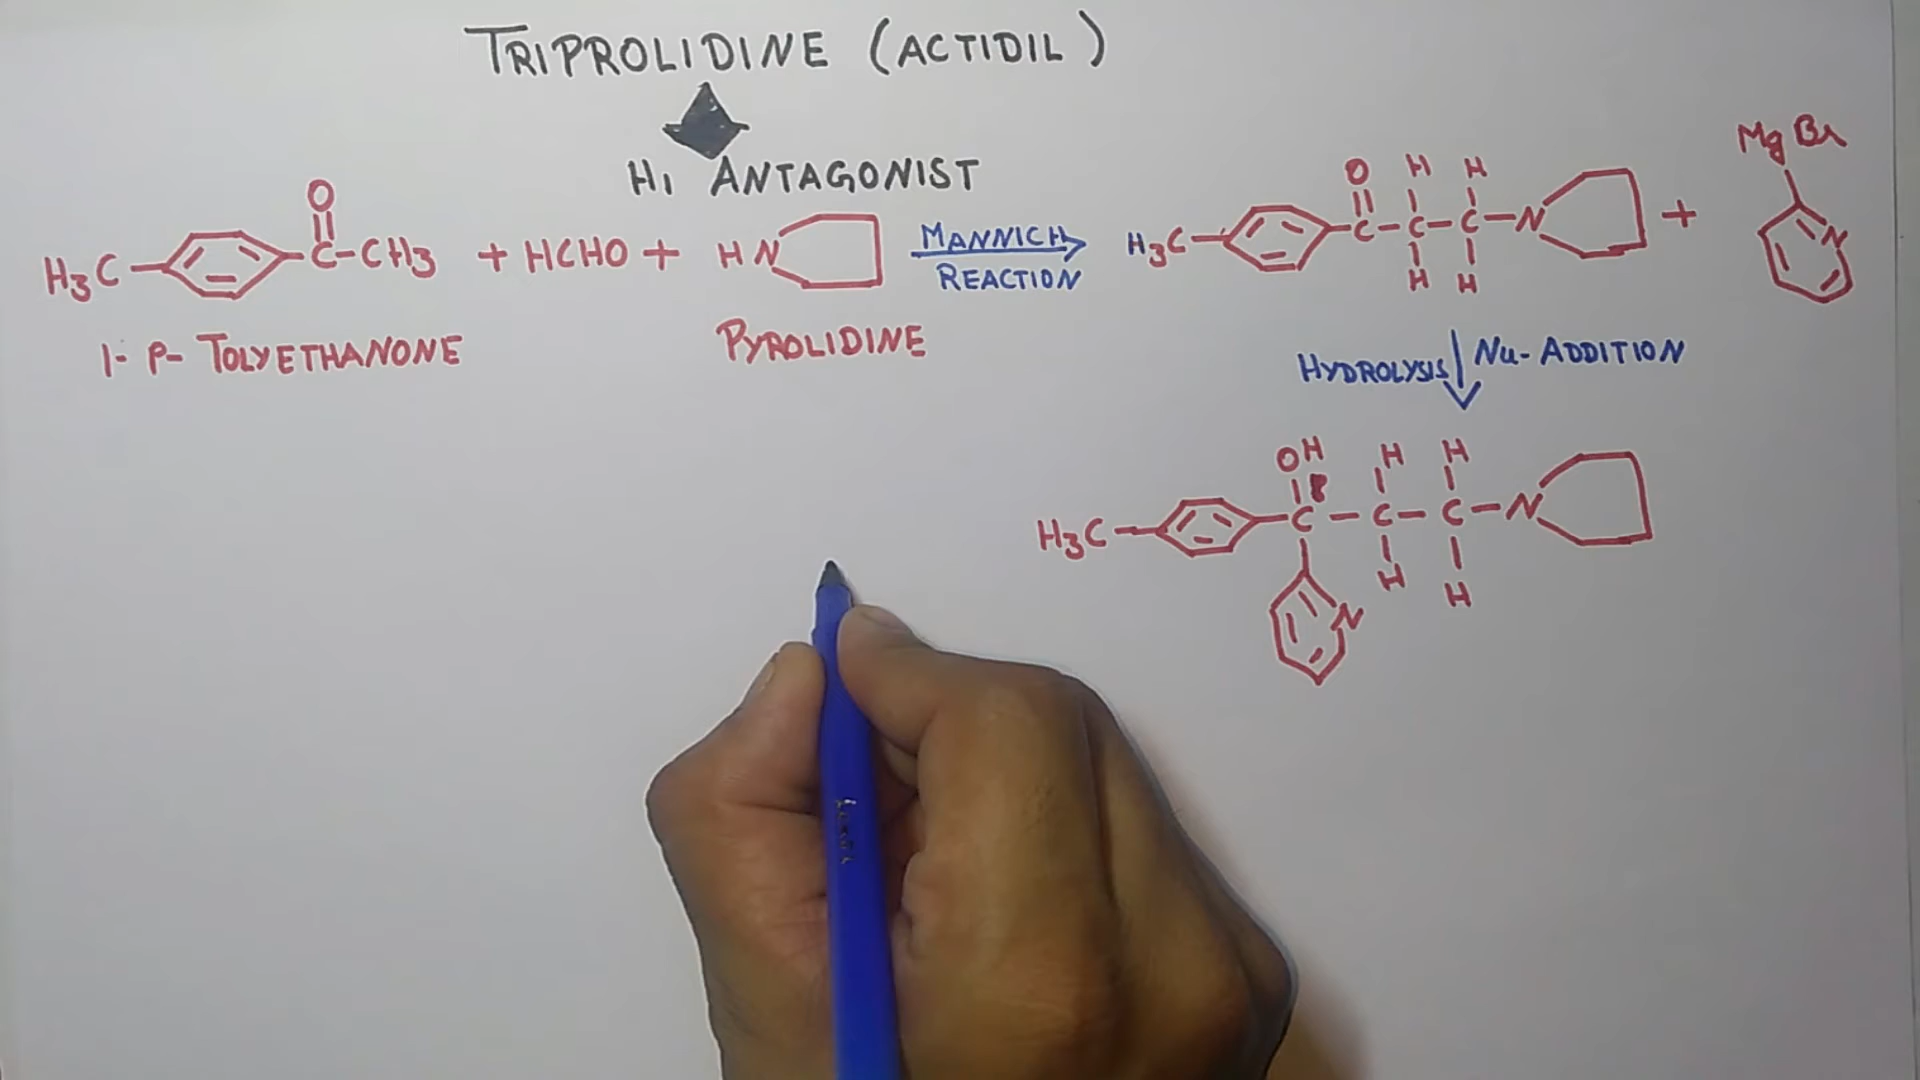 TRIPROLIDINE (ACTIDIL)
H1 ANTAGONIST
H3C O C-CH3 + HCHO + HN MANNICH REACTION H3C O C H H C H H C N + MgBr N
1- P- TOLYETHANONE
PYROLIDINE
HYDROLYSIS Nu- ADDITION
H3C OH C H H C H H C N N